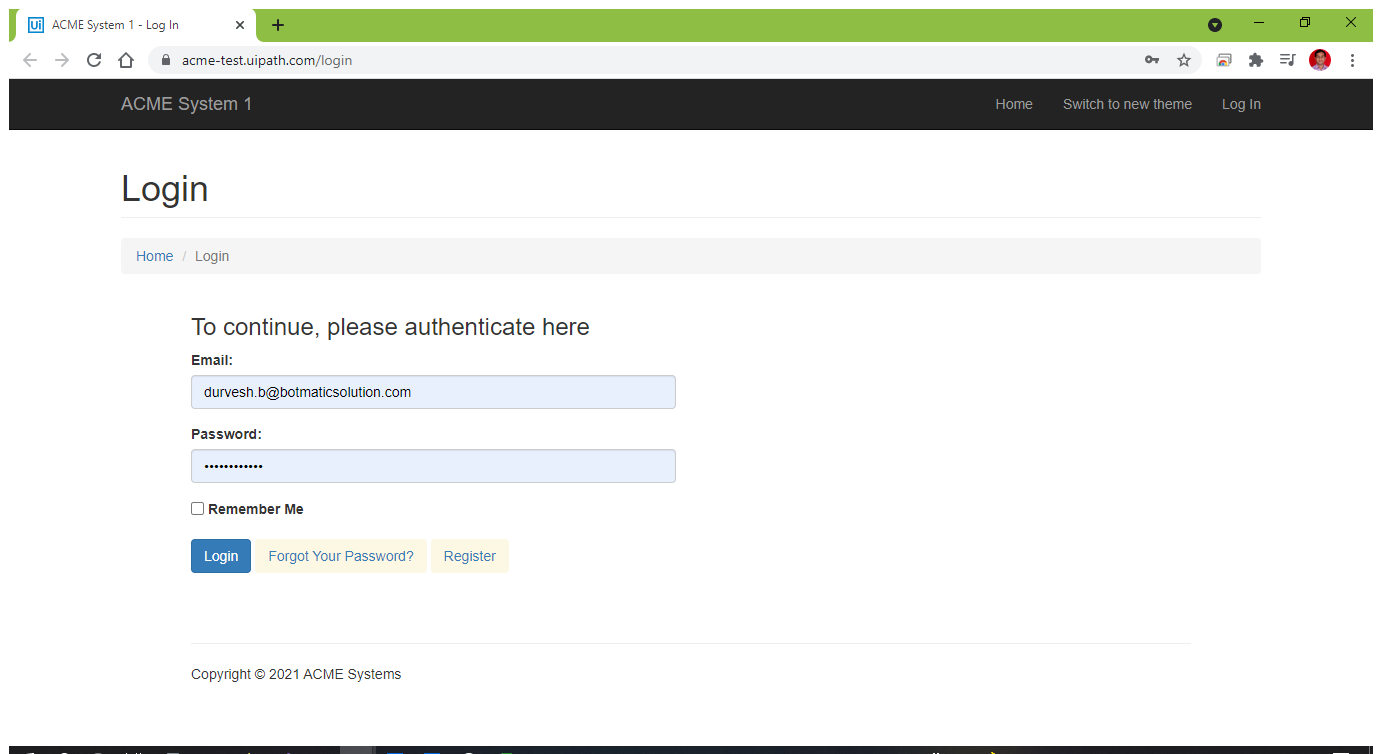 Ui ACME System 1 - Log In
acme-test.uipath.com/login
ACME System 1 Home Switch to new theme Log In
Login
Home / Login
To continue, please authenticate here
Email:
durvesh.b@botmaticsolution.com
Password:
••••••••••••
Remember Me
Login Forgot Your Password? Register
Copyright © 2021 ACME Systems